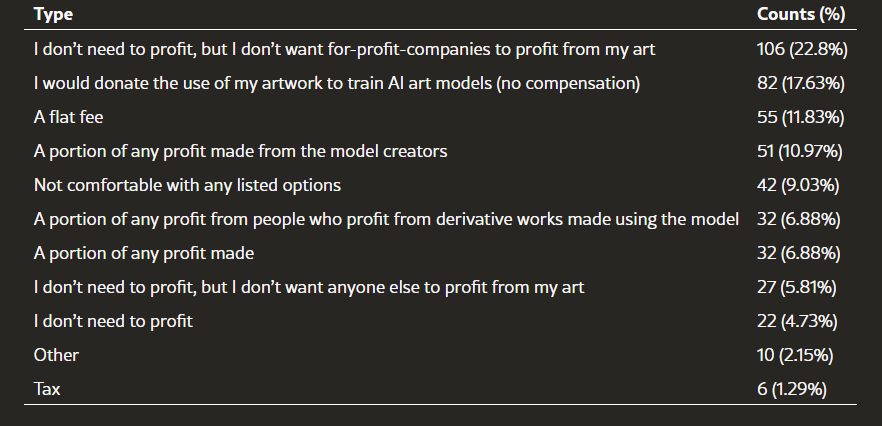 Type Counts (%)
I don't need to profit, but I don't want for-profit-companies to profit from my art 106 (22.8%)
I would donate the use of my artwork to train AI art models (no compensation) 82 (17.63%)
A flat fee 55 (11.83%)
A portion of any profit made from the model creators 51 (10.97%)
Not comfortable with any listed options 42 (9.03%)
A portion of any profit from people who profit from derivative works made using the model 32 (6.88%)
A portion of any profit made 32 (6.88%)
I don't need to profit, but I don't want anyone else to profit from my art 27 (5.81%)
I don't need to profit 22 (4.73%)
Other 10 (2.15%)
Tax 6 (1.29%)